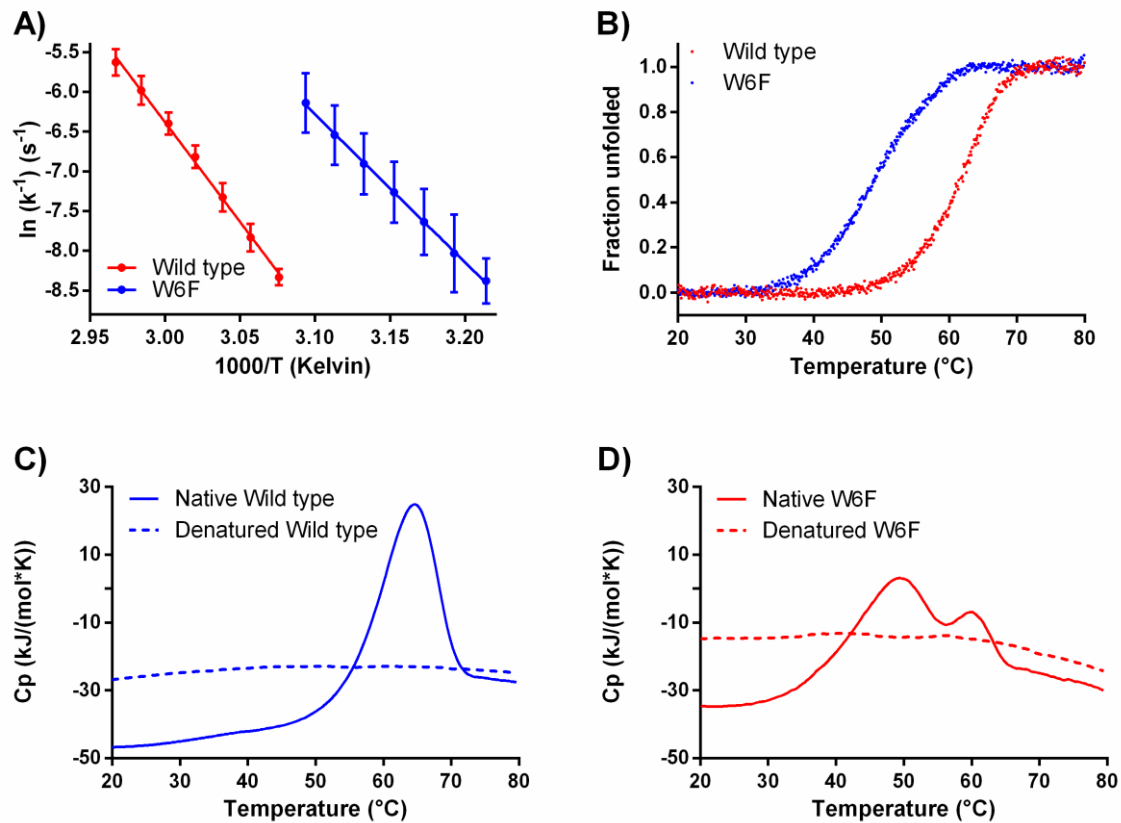 A)
-5.5
-6.0
-6.5
-7.0
-7.5
-8.0
-8.5
ln (k⁻¹) (s⁻¹)
Wild type
W6F
2.95 3.00 3.05 3.10 3.15 3.20
1000/T (Kelvin)
B)
Wild type
W6F
1.0
0.8
0.6
0.4
0.2
0.0
Fraction unfolded
20 30 40 50 60 70 80
Temperature (°C)
C)
30
10
-10
-30
-50
Cp (kJ/(mol*K))
Native Wild type
Denatured Wild type
20 30 40 50 60 70 80
Temperature (°C)
D)
30
10
-10
-30
-50
Cp (kJ/(mol*K))
Native W6F
Denatured W6F
20 30 40 50 60 70 80
Temperature (°C)